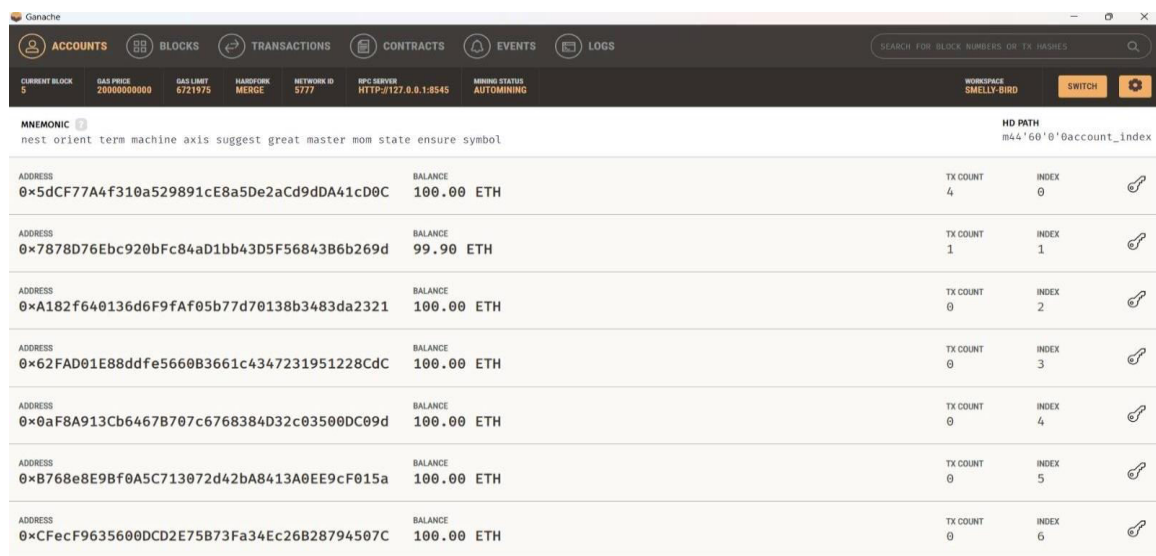 Ganache
ACCOUNTS BLOCKS TRANSACTIONS CONTRACTS EVENTS LOGS SEARCH FOR BLOCK NUMBERS OR TX HASHES
CURRENT BLOCK GAS PRICE GAS LIMIT HARDFORK NETWORK ID RPC SERVER MINING STATUS WORKSPACE
5 20000000000 6721975 MERGE 5777 HTTP://127.0.0.1:8545 AUTOMINING SMELLY-BIRD SWITCH
MNEMONIC ? HD PATH
nest orient term machine axis suggest great master mom state ensure symbol m44'60'0'0account_index
ADDRESS BALANCE TX COUNT INDEX
0×5dCF77A4f310a529891cE8a5De2aCd9dDA41cD0C 100.00 ETH 4 0
ADDRESS BALANCE TX COUNT INDEX
0×7878D76Ebc920bFc84aD1bb43D5F56843B6b269d 99.90 ETH 1 1
ADDRESS BALANCE TX COUNT INDEX
0×A182f640136d6F9fAf05b77d70138b3483da2321 100.00 ETH 0 2
ADDRESS BALANCE TX COUNT INDEX
0×62FAD01E88ddfe5660B3661c4347231951228CdC 100.00 ETH 0 3
ADDRESS BALANCE TX COUNT INDEX
0×0aF8A913Cb6467B707c6768384D32c03500DC09d 100.00 ETH 0 4
ADDRESS BALANCE TX COUNT INDEX
0×B768e8E9Bf0A5C713072d42bA8413A0EE9cF015a 100.00 ETH 0 5
ADDRESS BALANCE TX COUNT INDEX
0×CFecF9635600DCD2E75B73Fa34Ec26B28794507C 100.00 ETH 0 6